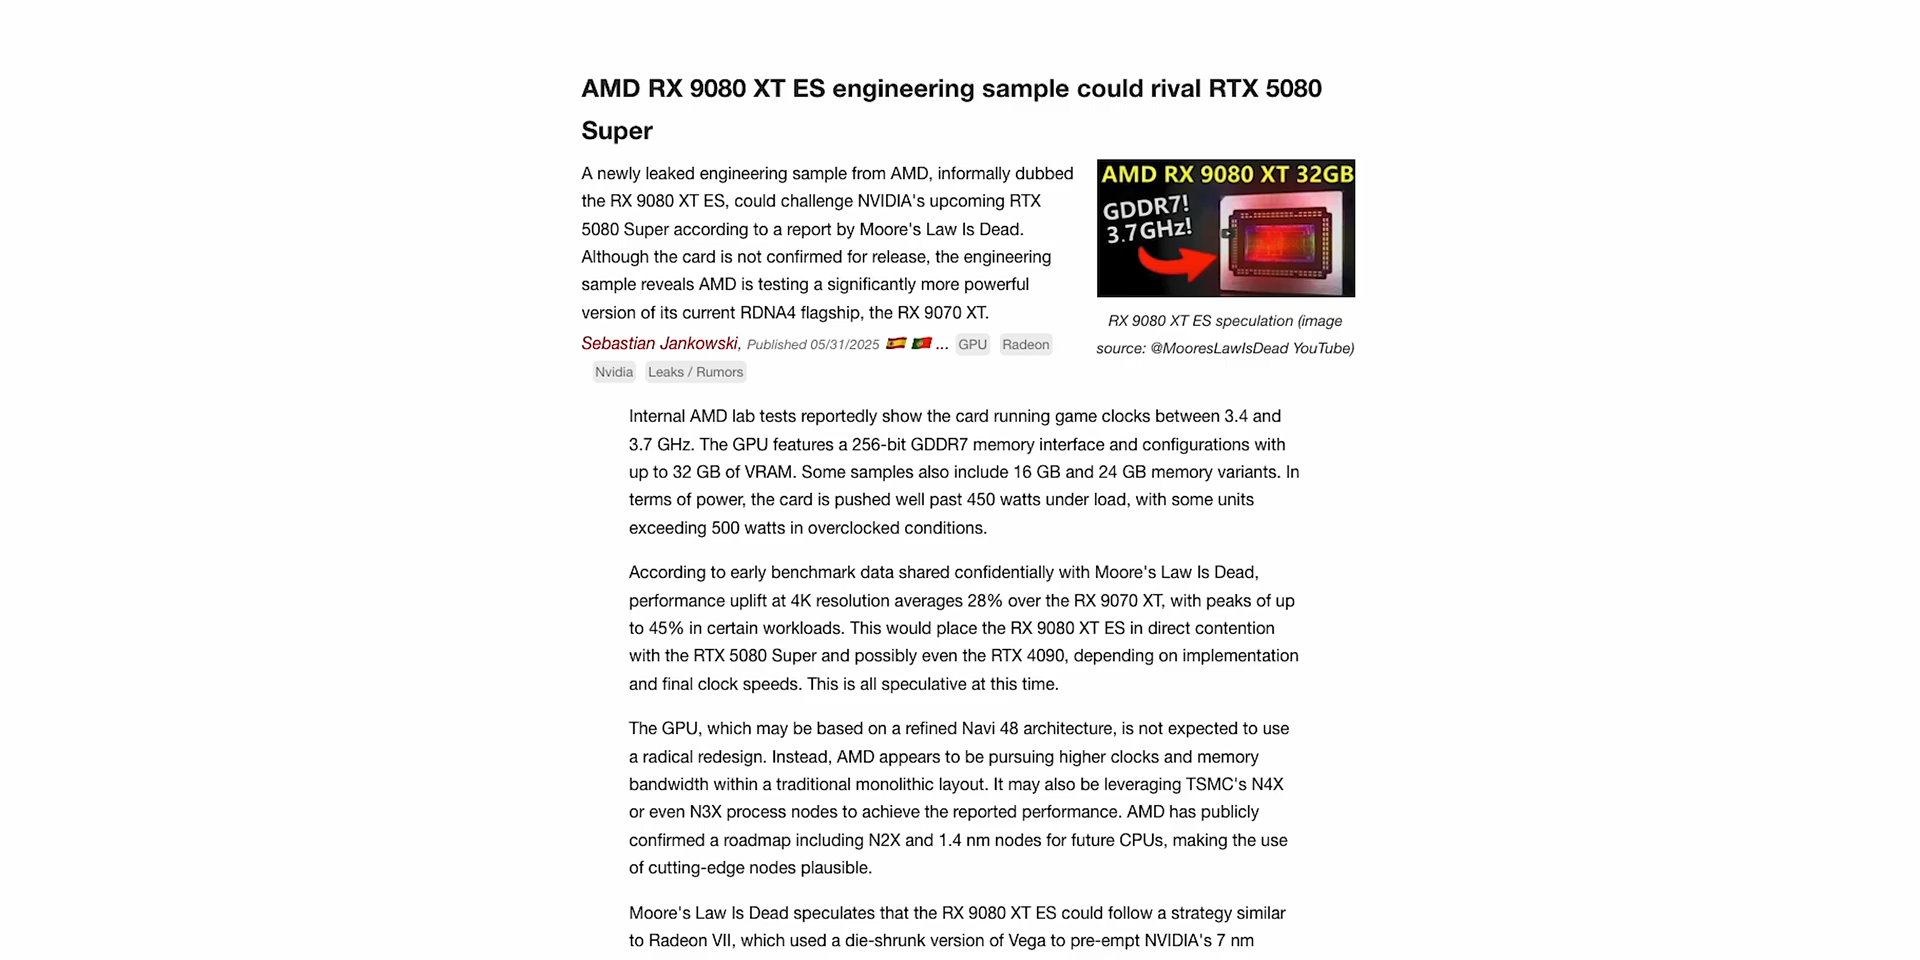 AMD RX 9080 XT ES engineering sample could rival RTX 5080
Super
A newly leaked engineering sample from AMD, informally dubbed
the RX 9080 XT ES, could challenge NVIDIA's upcoming RTX
5080 Super according to a report by Moore's Law Is Dead.
Although the card is not confirmed for release, the engineering
sample reveals AMD is testing a significantly more powerful
version of its current RDNA4 flagship, the RX 9070 XT.
Sebastian Jankowski, Published 05/31/2025 ... GPU Radeon
Nvidia Leaks / Rumors
AMD RX 9080 XT 32GB
GDDR7!
3.7GHz!
RX 9080 XT ES speculation (image
source: @MooresLawIsDead YouTube)
Internal AMD lab tests reportedly show the card running game clocks between 3.4 and
3.7 GHz. The GPU features a 256-bit GDDR7 memory interface and configurations with
up to 32 GB of VRAM. Some samples also include 16 GB and 24 GB memory variants. In
terms of power, the card is pushed well past 450 watts under load, with some units
exceeding 500 watts in overclocked conditions.
According to early benchmark data shared confidentially with Moore's Law Is Dead,
performance uplift at 4K resolution averages 28% over the RX 9070 XT, with peaks of up
to 45% in certain workloads. This would place the RX 9080 XT ES in direct contention
with the RTX 5080 Super and possibly even the RTX 4090, depending on implementation
and final clock speeds. This is all speculative at this time.
The GPU, which may be based on a refined Navi 48 architecture, is not expected to use
a radical redesign. Instead, AMD appears to be pursuing higher clocks and memory
bandwidth within a traditional monolithic layout. It may also be leveraging TSMC's N4X
or even N3X process nodes to achieve the reported performance. AMD has publicly
confirmed a roadmap including N2X and 1.4 nm nodes for future CPUs, making the use
of cutting-edge nodes plausible.
Moore's Law Is Dead speculates that the RX 9080 XT ES could follow a strategy similar
to Radeon VII, which used a die-shrunk version of Vega to pre-empt NVIDIA's 7 nm